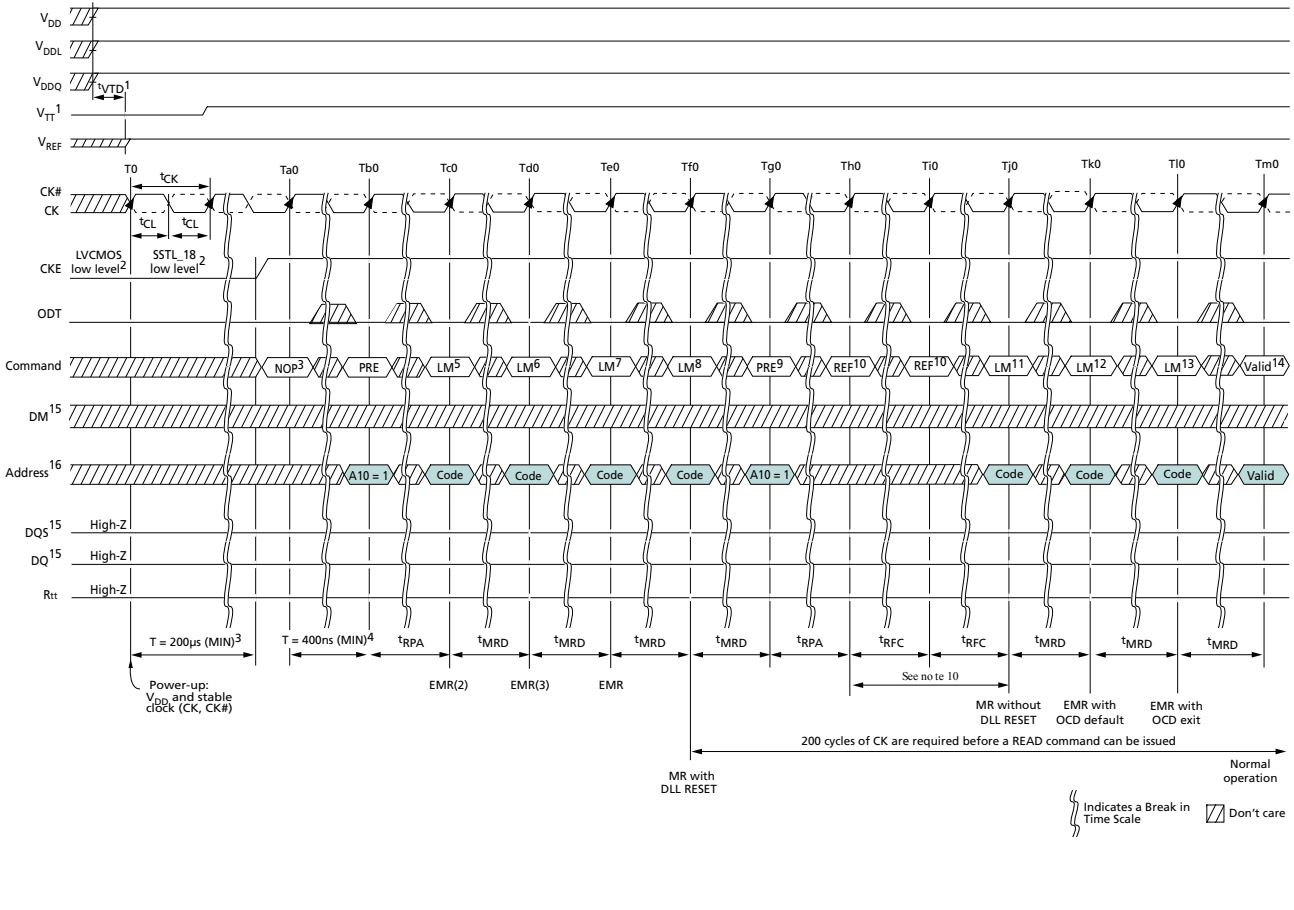 VDD
VDDL
VDDQ
tVTD1
VTT1
VREF
T0 Ta0 Tb0 Tc0 Td0 Te0 Tf0 Tg0 Th0 Ti0 Tj0 Tk0 Tl0 Tm0
tCK
CK#
CK
tCL tCL
LVCMOS low level2
SSTL_18 low level2
CKE
ODT
Command NOP3 PRE LM5 LM6 LM7 LM8 PRE9 REF10 REF10 LM11 LM12 LM13 Valid14
DM15
Address16 A10 = 1 Code Code Code Code A10 = 1 Code Code Code Valid
DQS15 High-Z
DQ15 High-Z
Rtt High-Z
T = 200µs (MIN)3 T = 400ns (MIN)4 tRPA tMRD tMRD tMRD tMRD tRPA tRFC tRFC tMRD tMRD tMRD
Power-up:
VDD and stable
clock (CK, CK#)
EMR(2) EMR(3) EMR
See note 10
MR without
DLL RESET
EMR with
OCD default
EMR with
OCD exit
200 cycles of CK are required before a READ command can be issued
MR with
DLL RESET
Normal
operation
Indicates a Break in
Time Scale
Don't care